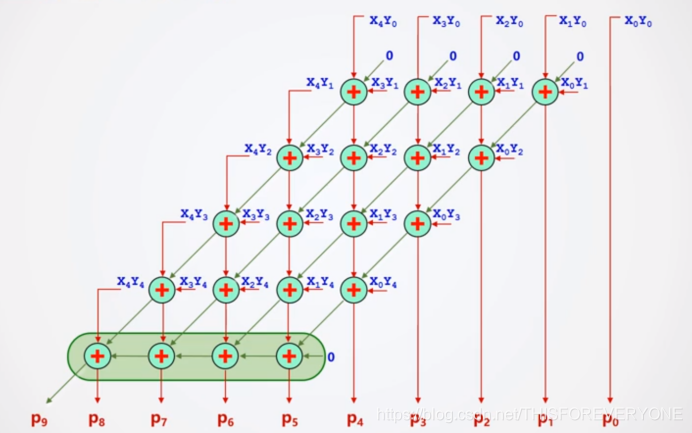 X₄Y₀ X₃Y₀ X₂Y₀ X₁Y₀ X₀Y₀
0 0 0 0
X₄Y₁ X₃Y₁ X₂Y₁ X₁Y₁ X₀Y₁
+ + + +
X₄Y₂ X₃Y₂ X₂Y₂ X₁Y₂ X₀Y₂
+ + + +
X₄Y₃ X₃Y₃ X₂Y₃ X₁Y₃ X₀Y₃
+ + + +
X₄Y₄ X₃Y₄ X₂Y₄ X₁Y₄ X₀Y₄
+ + + +
+ + + + 0
p₉ p₈ p₇ p₆ p₅ p₄ p₃ p₂ p₁ p₀
https://blog.csdn.net/THISFOREVERYONE